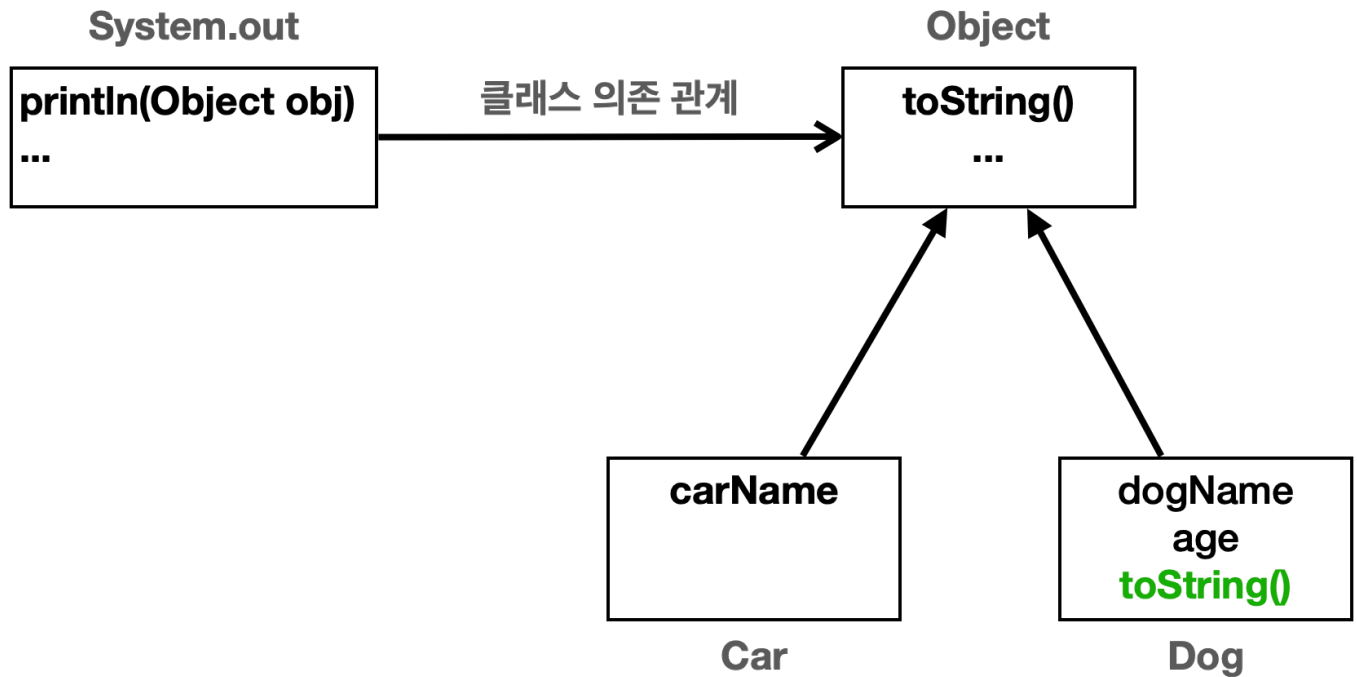 System.out
println(Object obj)
...
클래스 의존 관계
Object
toString()
...
carName
Car
dogName
age
toString()
Dog